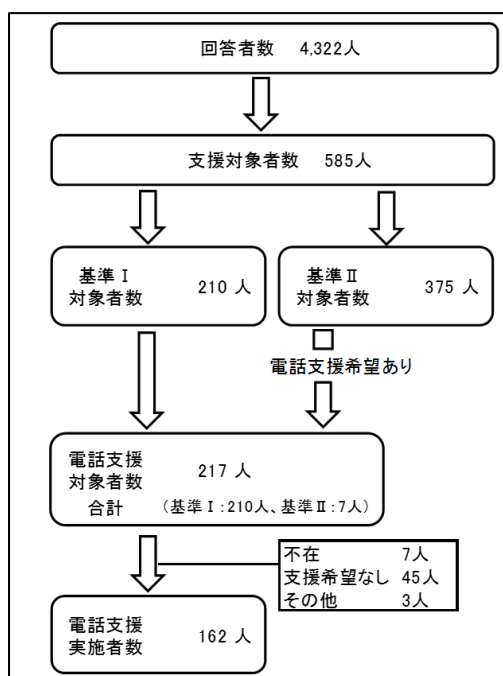 回答者数 4,322人
支援対象者数 585人
基準Ⅰ
対象者数 210 人
基準Ⅱ
対象者数 375 人
電話支援希望あり
電話支援
対象者数 217 人
合計 (基準Ⅰ:210人、基準Ⅱ:7人)
不在 7人
支援希望なし 45人
その他 3人
電話支援
実施者数 162 人